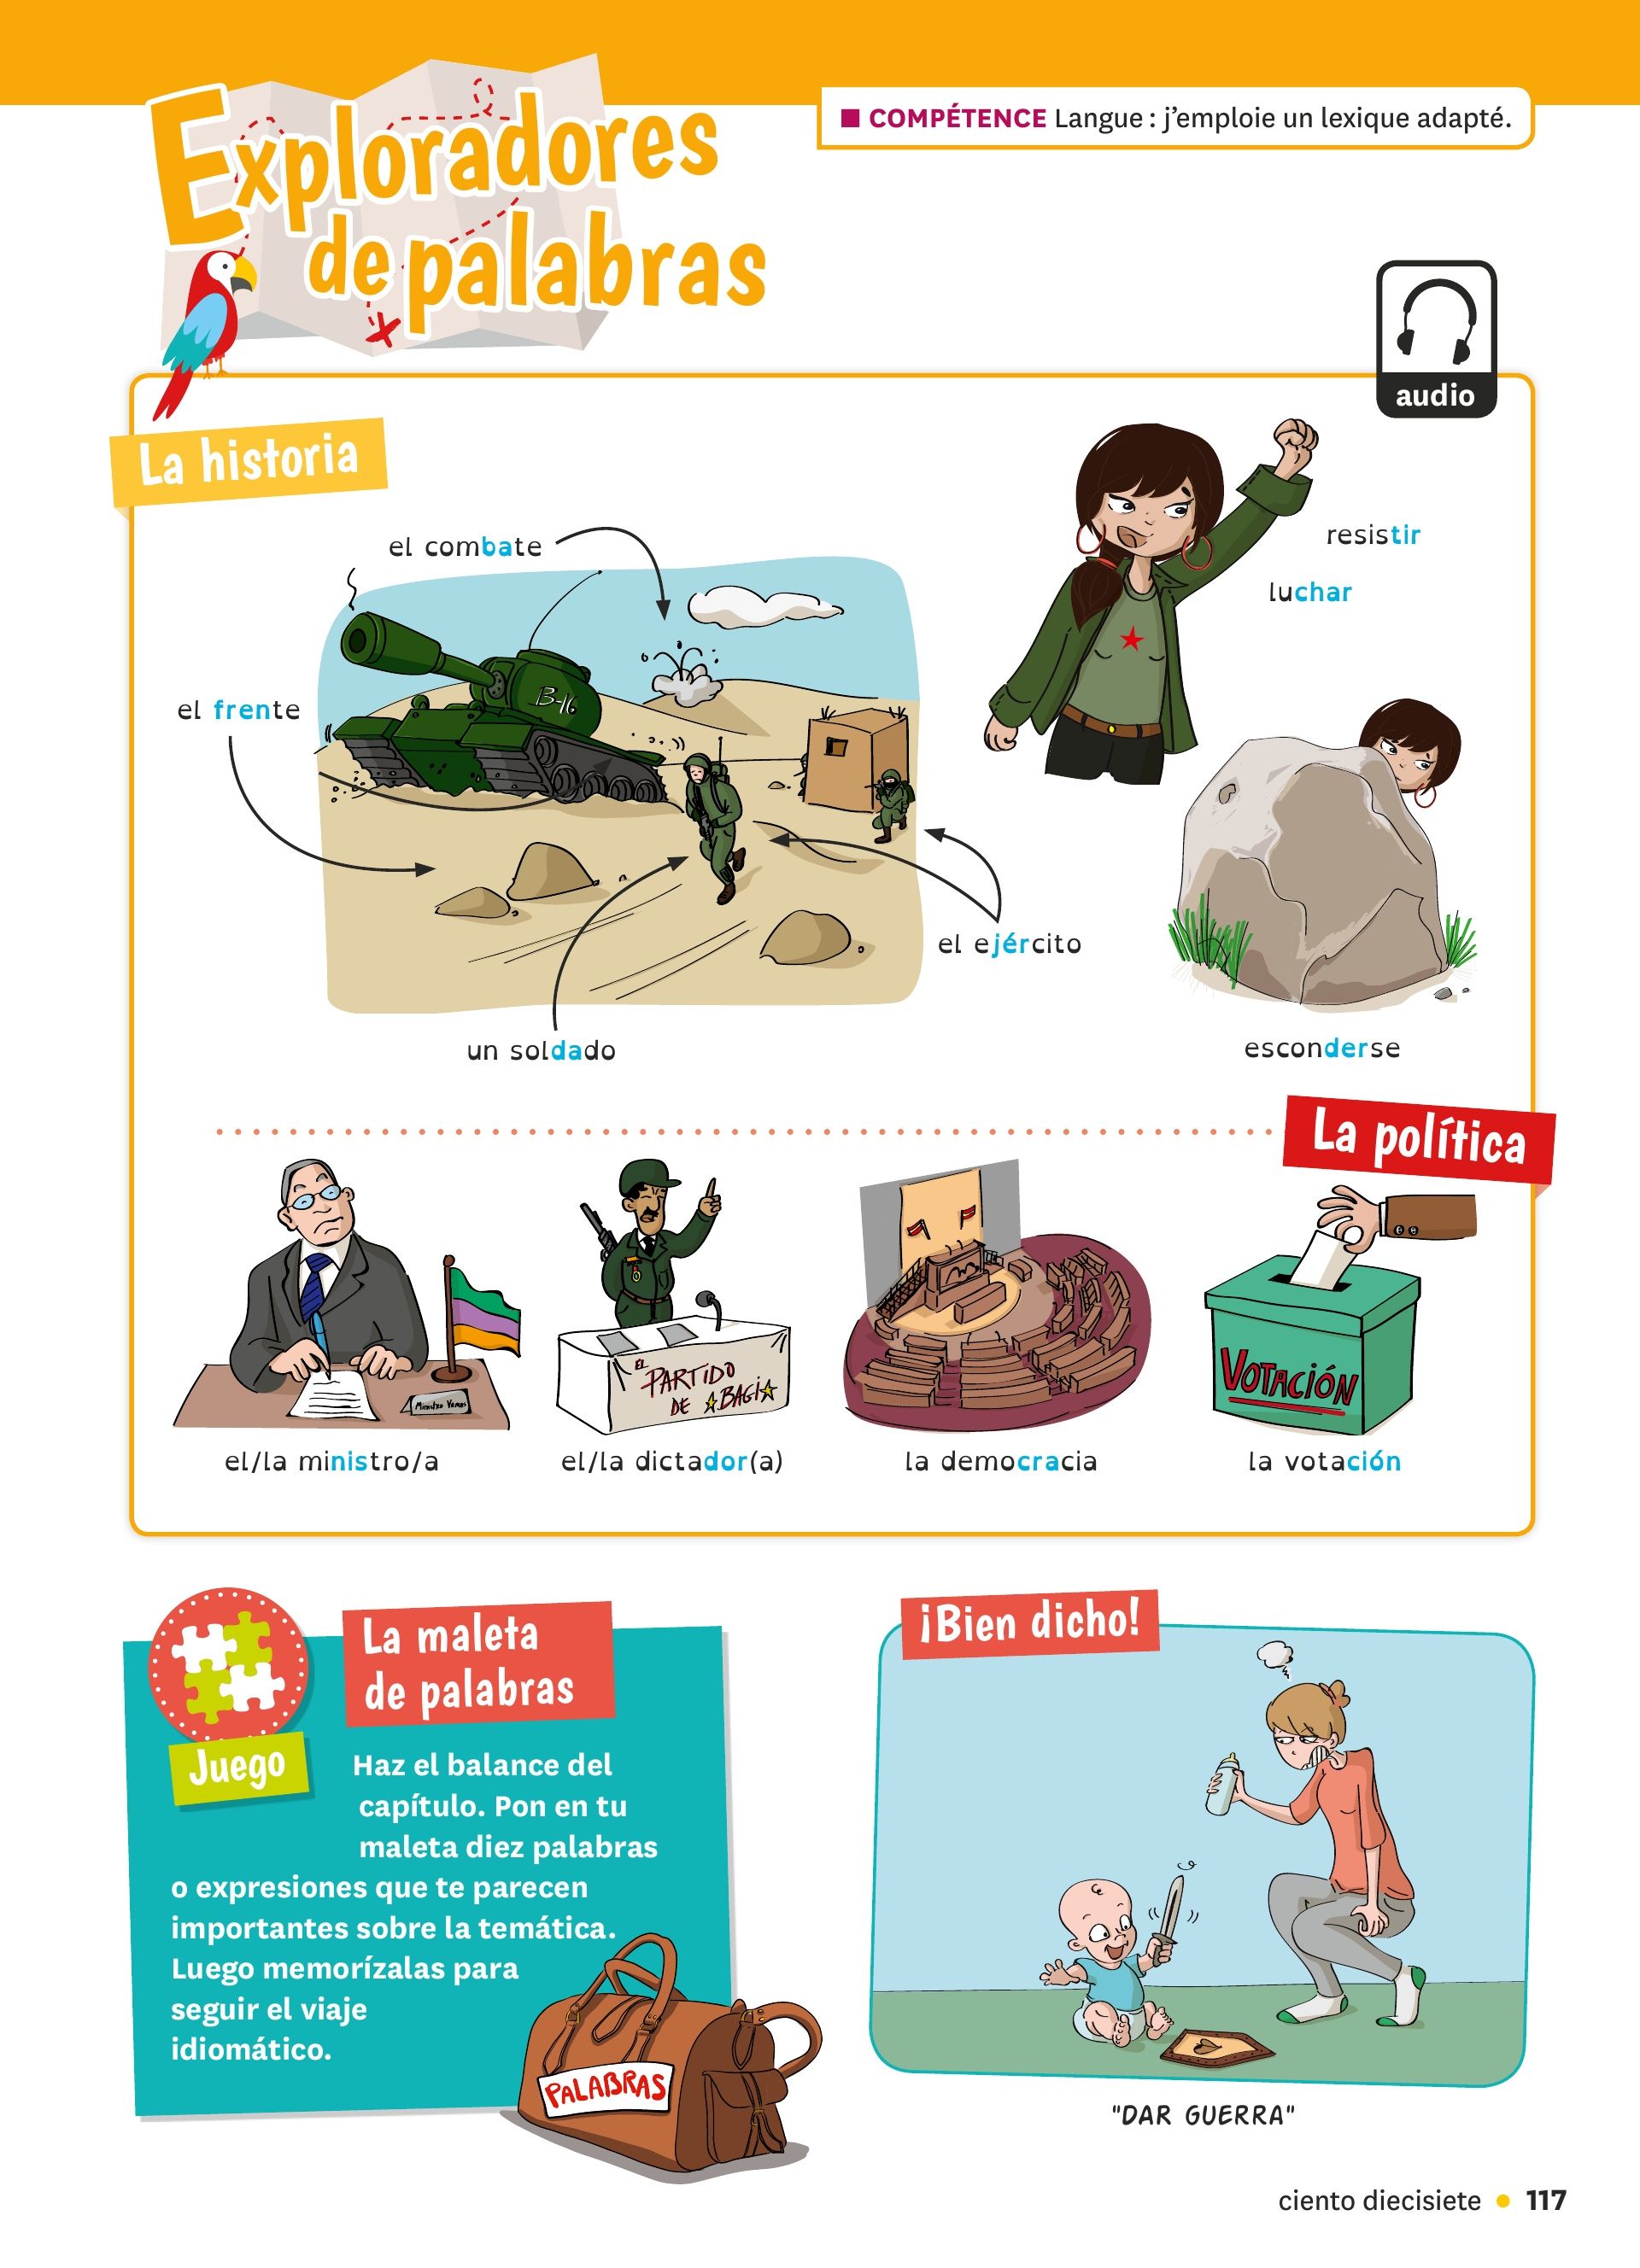 Exploradores
de palabras
■ COMPÉTENCE Langue : j'emploie un lexique adapté.
audio
La historia
el combate
resistir
luchar
el frente
B-16
el ejército
un soldado
esconderse
La política
EL
PARTIDO
DE BAGIA
VOTACIÓN
el/la ministro/a
el/la dictador(a)
la democracia
la votación
Juego
La maleta
de palabras
Haz el balance del
capítulo. Pon en tu
maleta diez palabras
o expresiones que te parecen
importantes sobre la temática.
Luego memorízalas para
seguir el viaje
idiomático.
PALABRAS
¡Bien dicho!
"DAR GUERRA"
ciento diecisiete • 117